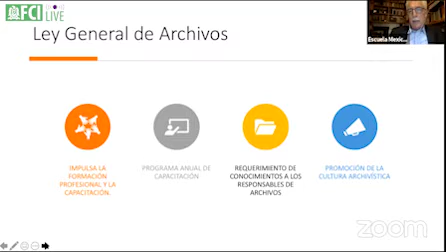 FCI
LIVE
Escuela Mexic...
Ley General de Archivos
IMPULSA LA
FORMACIÓN
PROFESIONAL Y LA
CAPACITACIÓN.
PROGRAMA ANUAL DE
CAPACITACIÓN
REQUERIMIENTO DE
CONOCIMIENTOS A LOS
RESPONSABLES DE
ARCHIVOS
PROMOCIÓN DE LA
CULTURA ARCHIVÍSTICA
zoom